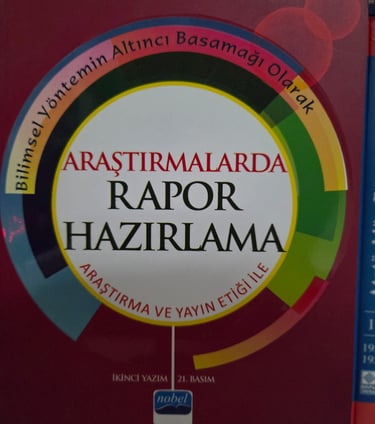 Bilimsel Yöntemin Altıncı Basamağı Olarak
ARAŞTIRMALARDA
RAPOR
HAZIRLAMA
ARAŞTIRMA VE YAYIN ETİĞİ İLE
İKİNCİ YAZIM | 21. BASIM
nobel